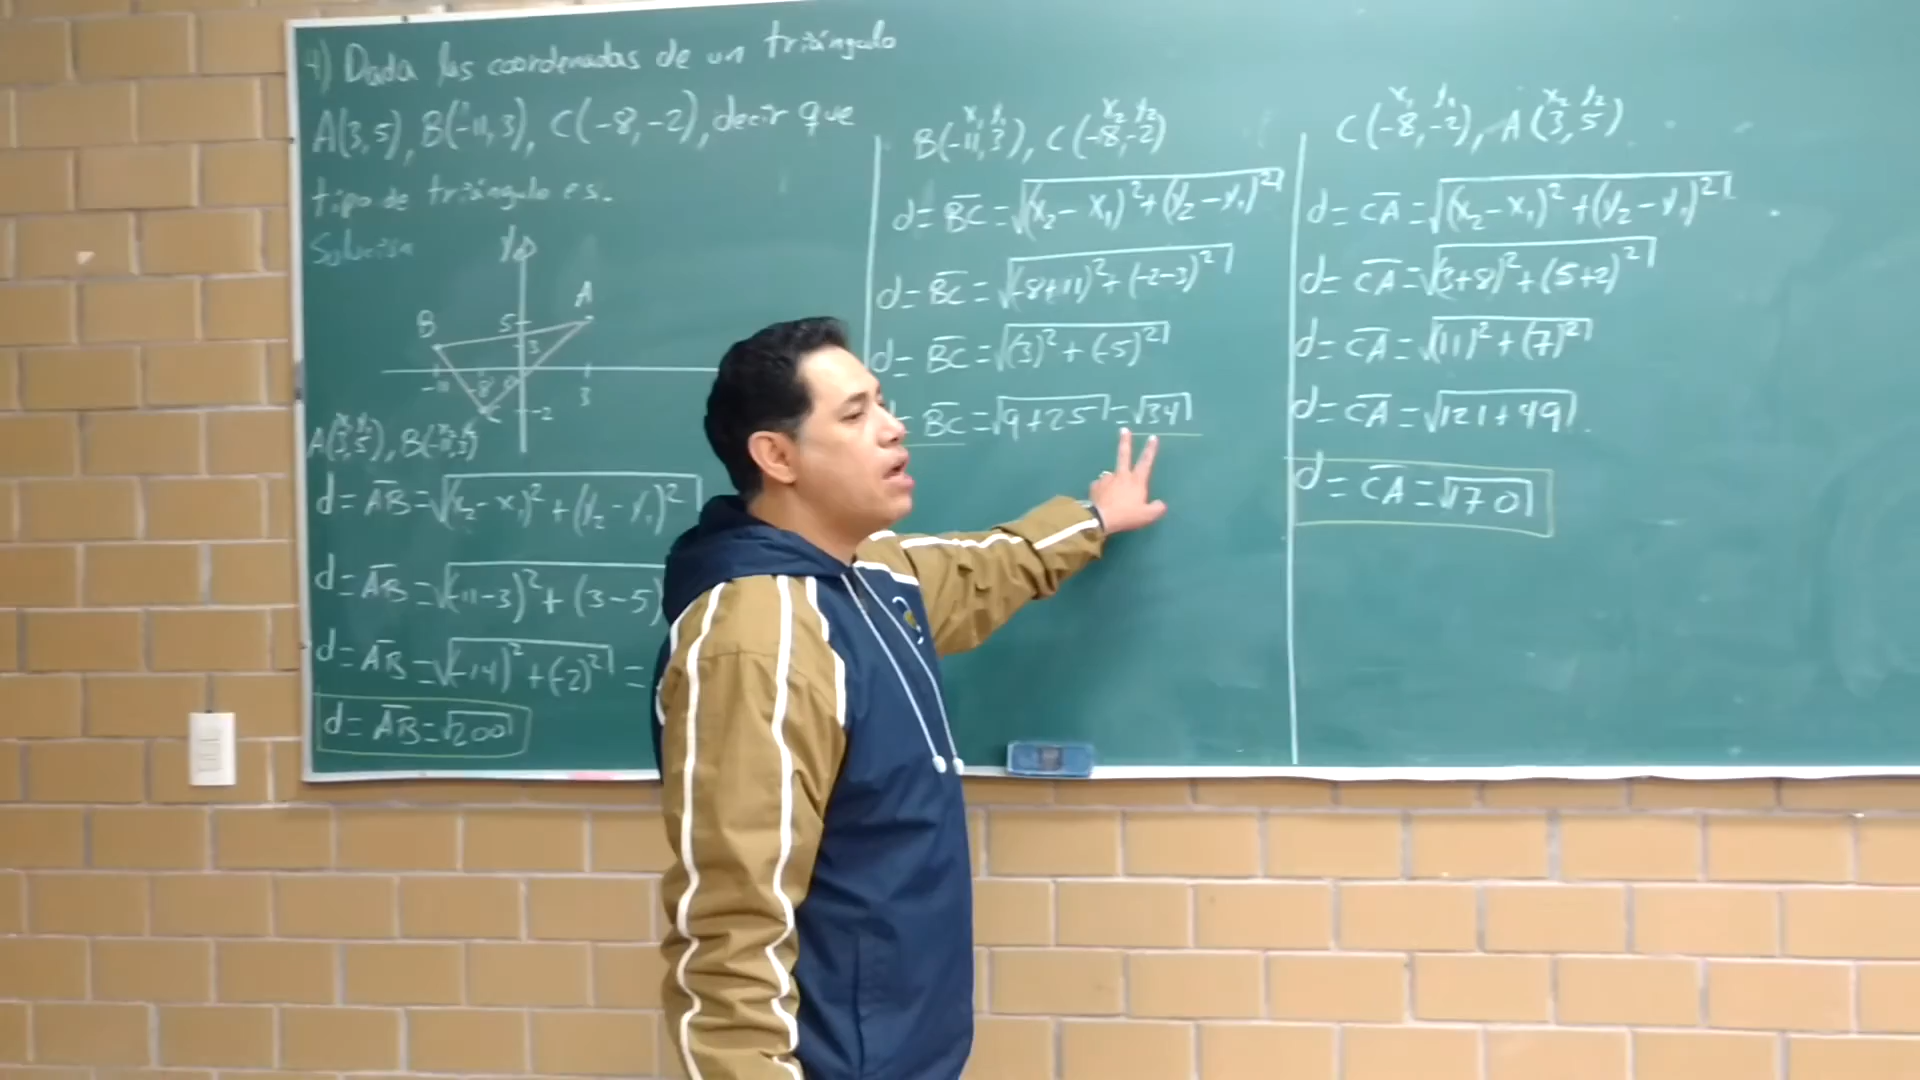 4) Dada las coordenadas de un triángulo
A(3,5), B(-11,3), C(-8,-2), decir que
tipo de triángulo es.
Solución
y
A
B
5
3
-11
-8
0
3
C
-2
x₁ y₁ x₂ y₂
A(3,5), B(-11,3)
d = AB = √(x₂-x₁)²+(y₂-y₁)²
d = AB = √(-11-3)²+(3-5)
d = AB = √(-14)²+(-2)² =
d = AB = √200
x₁ y₁ x₂ y₂
B(-11,3), C(-8,-2)
d = BC = √(x₂-x₁)²+(y₂-y₁)²
d = BC = √(-8+11)²+(-2-3)²
d = BC = √(3)²+(-5)²
= BC = √9+25 = √34
x₁ y₁ x₂ y₂
C(-8,-2), A(3,5)
d = CA = √(x₂-x₁)²+(y₂-y₁)²
d = CA = √(3+8)²+(5+2)²
d = CA = √(11)²+(7)²
d = CA = √121+49
d = CA = √170